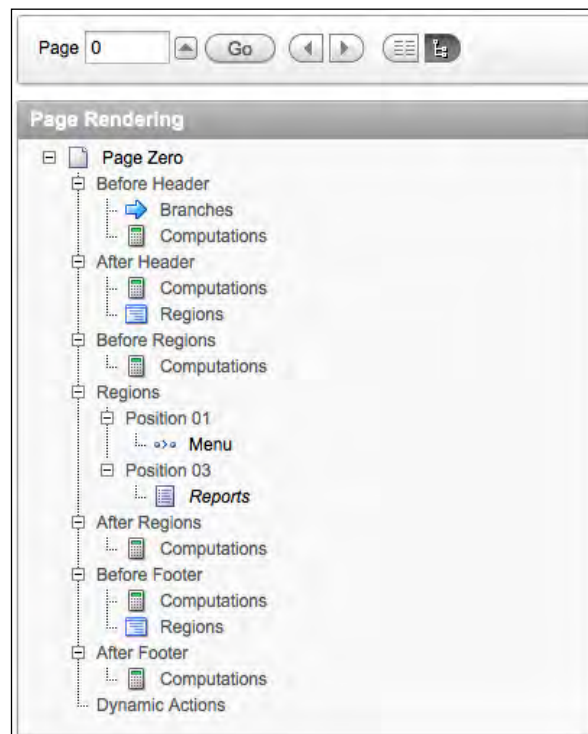 Page 0 Go
Page Rendering
Page Zero
Before Header
Branches
Computations
After Header
Computations
Regions
Before Regions
Computations
Regions
Position 01
Menu
Position 03
Reports
After Regions
Computations
Before Footer
Computations
Regions
After Footer
Computations
Dynamic Actions